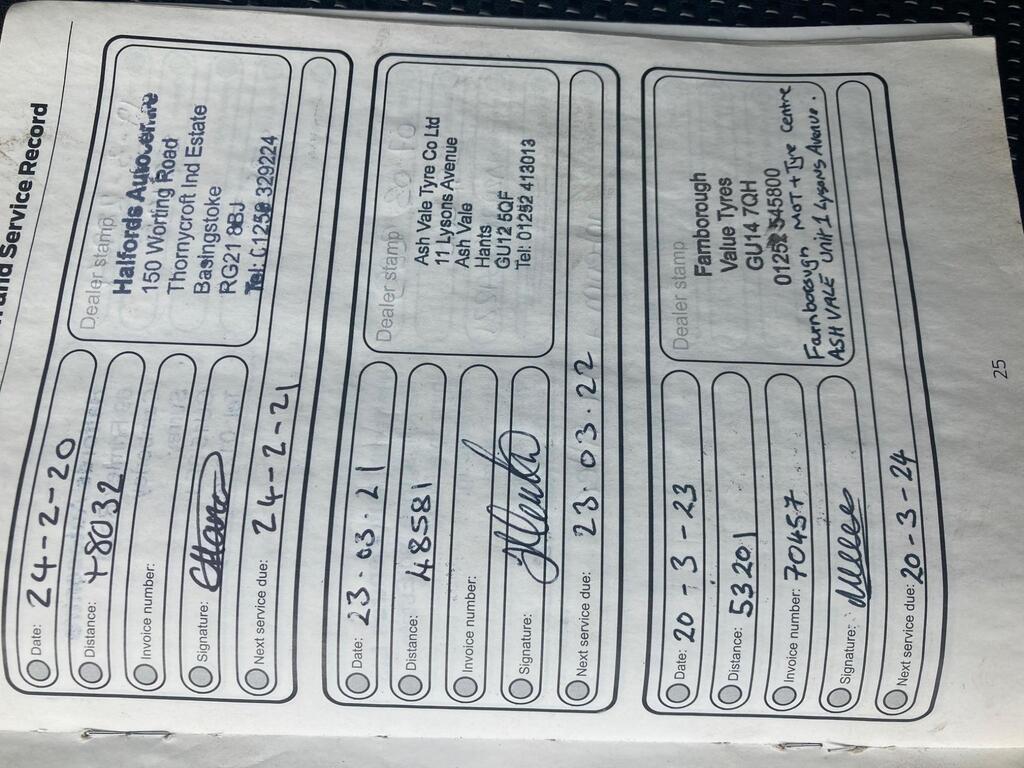 and Service Record
Date: 24-2-20
Distance: 48032
Invoice number:
Signature:
Next service due: 24-2-21
Dealer stamp
Halfords Autocentre
150 Worting Road
Thornycroft Ind Estate
Basingstoke
RG21 8BJ
Tel: 01256 329224
Date: 23.03.21
Distance: 48581
Invoice number:
Signature:
Next service due: 23.03.22
Dealer stamp
Ash Vale Tyre Co Ltd
11 Lysons Avenue
Ash Vale
Hants
GU12 5QF
Tel: 01252 413013
Date: 20-3-23
Distance: 53201
Invoice number: 70457
Signature:
Next service due: 20-3-24
Dealer stamp
Farnborough
Value Tyres
GU14 7QH
01252 545800
Farnborough MOT + Tyre Centre
ASH VALE Unit 1 Lysons Avenue.
25